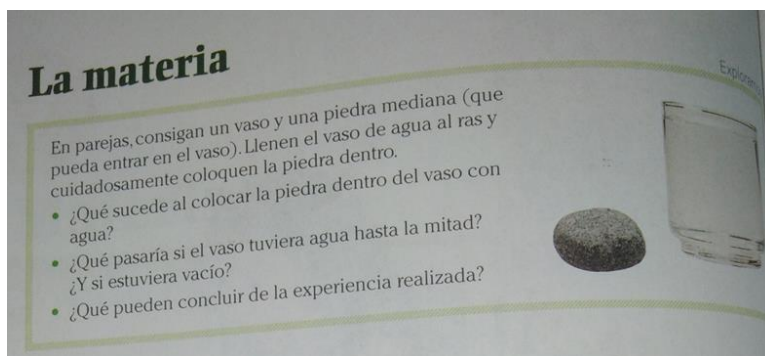 La materia
En parejas, consigan un vaso y una piedra mediana (que
pueda entrar en el vaso). Llenen el vaso de agua al ras y
cuidadosamente coloquen la piedra dentro.
• ¿Qué sucede al colocar la piedra dentro del vaso con
agua?
• ¿Qué pasaría si el vaso tuviera agua hasta la mitad?
¿Y si estuviera vacío?
• ¿Qué pueden concluir de la experiencia realizada?